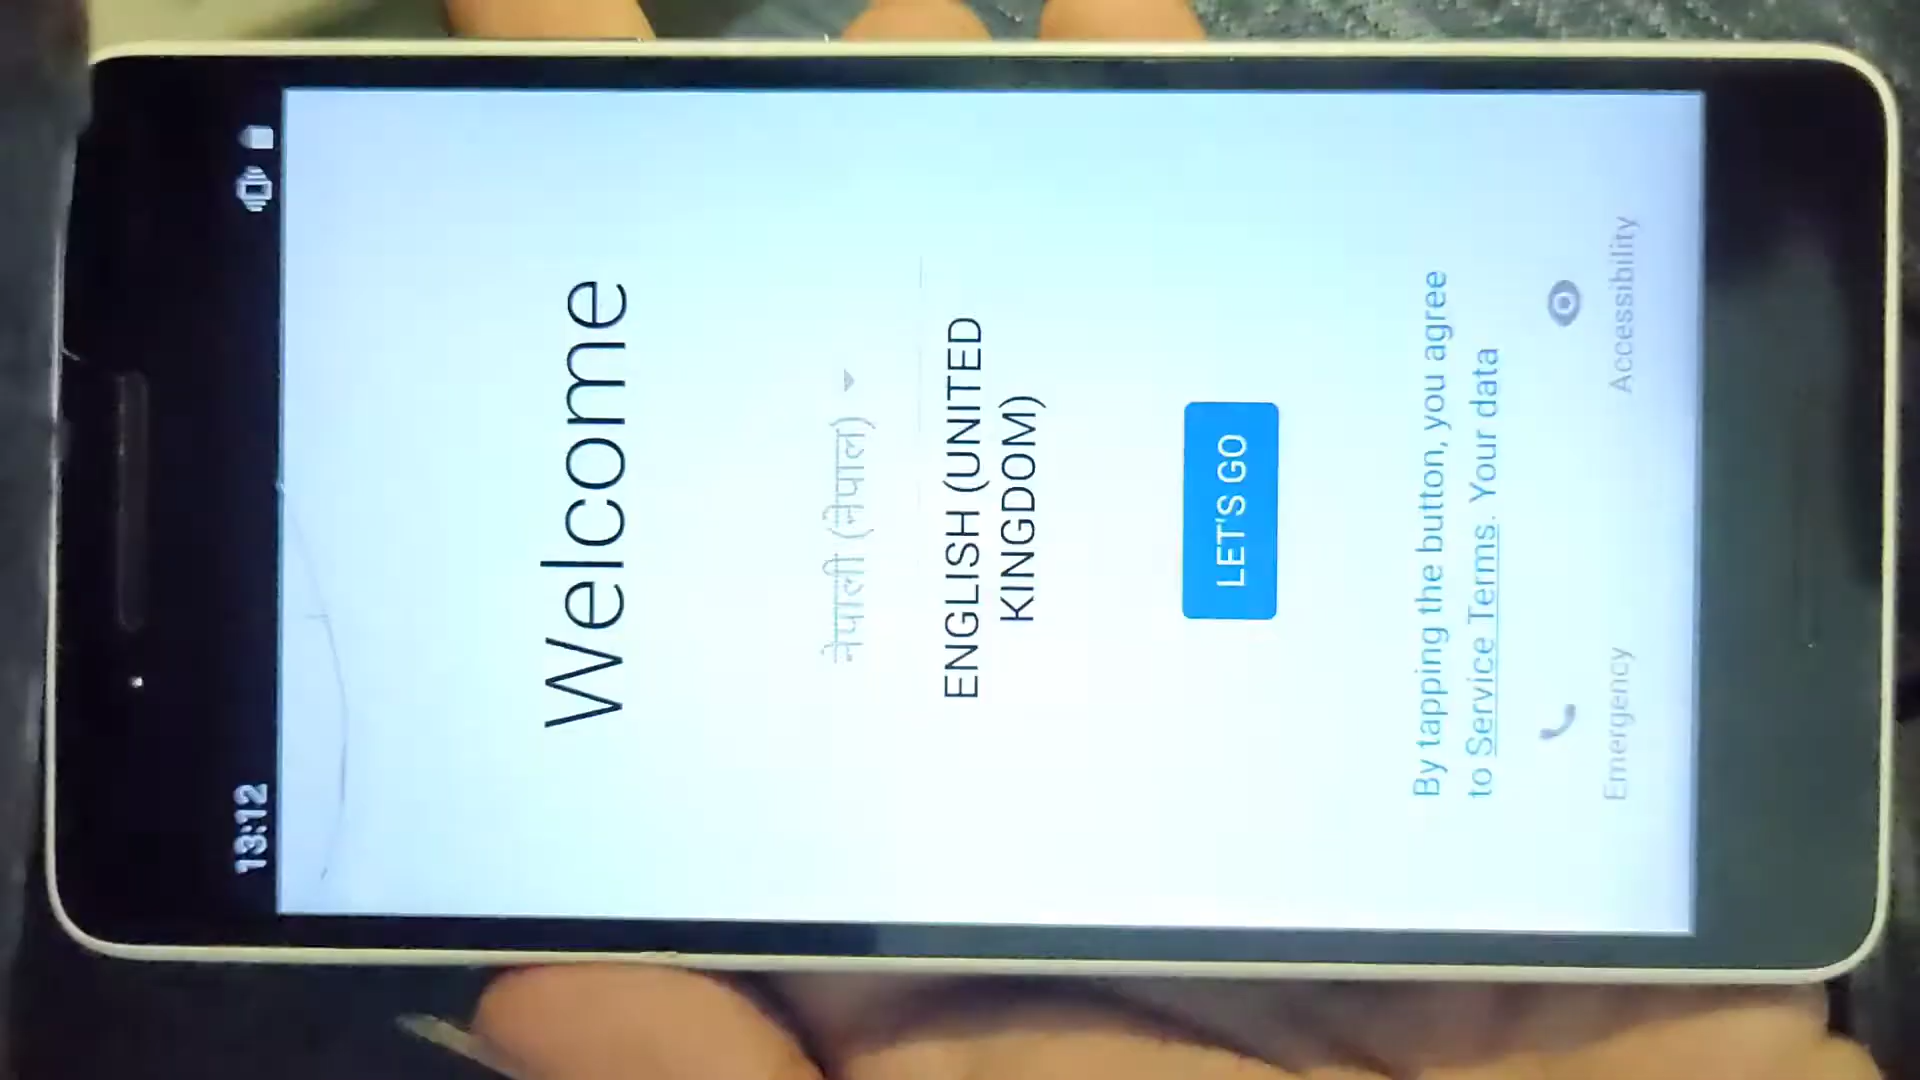 13:12
Welcome
नेपाली (नेपाल)
ENGLISH (UNITED
KINGDOM)
LET'S GO
By tapping the button, you agree
to Service Terms. Your data
Emergency
Accessibility